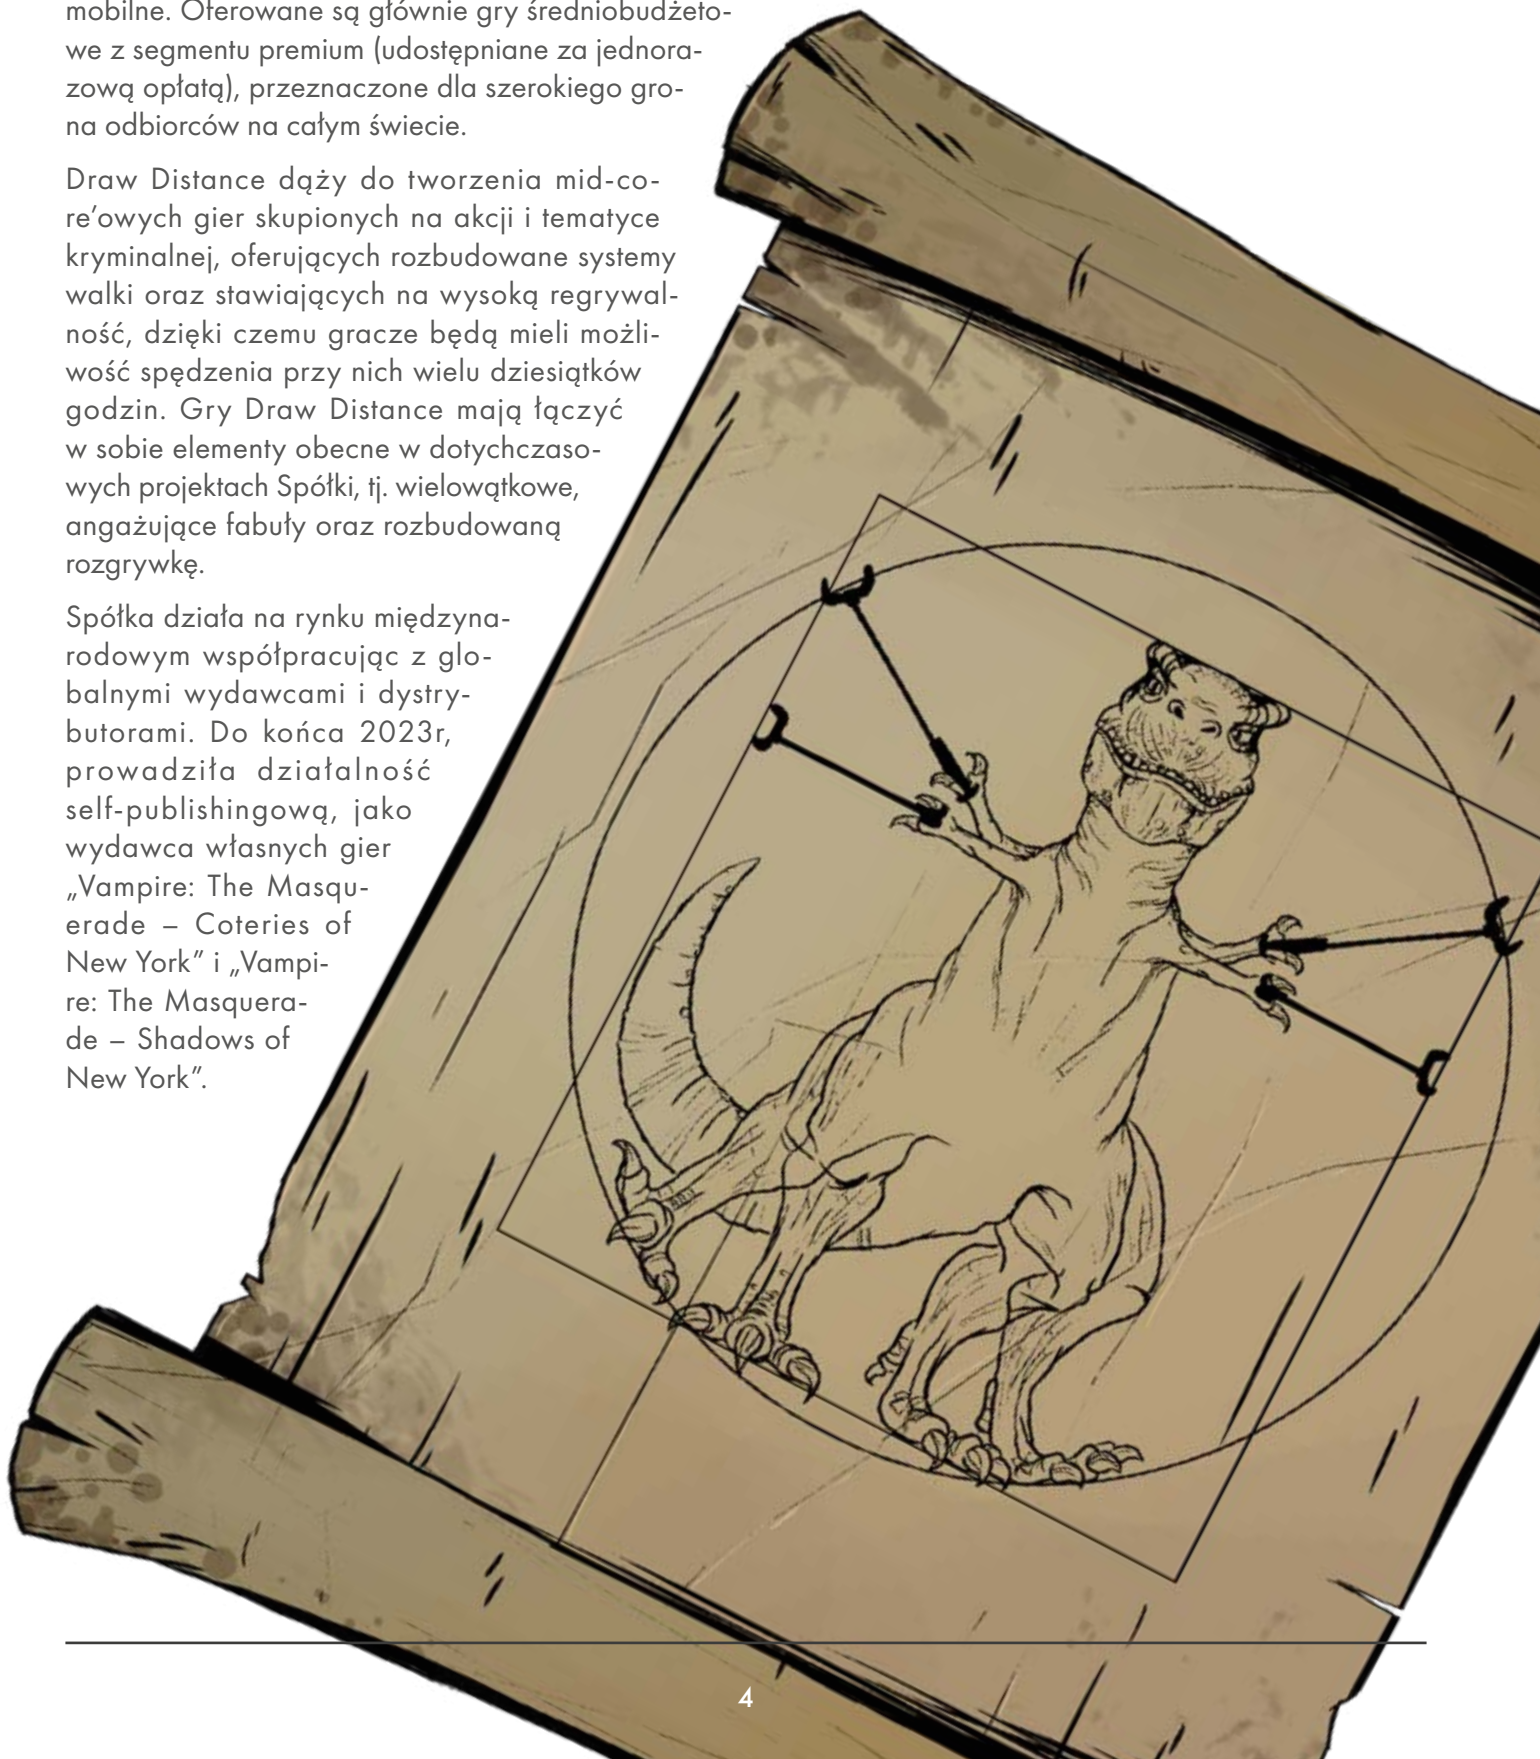 mobilne. Oferowane są głównie gry średniobudżeto-
we z segmentu premium (udostępniane za jednora-
zową opłatą), przeznaczone dla szerokiego gro-
na odbiorców na całym świecie.
Draw Distance dąży do tworzenia mid-co-
re’owych gier skupionych na akcji i tematyce
kryminalnej, oferujących rozbudowane systemy
walki oraz stawiających na wysoką regrywal-
ność, dzięki czemu gracze będą mieli możli-
wość spędzenia przy nich wielu dziesiątków
godzin. Gry Draw Distance mają łączyć
w sobie elementy obecne w dotychczaso-
wych projektach Spółki, tj. wielowątkowe,
angażujące fabuły oraz rozbudowaną
rozgrywkę.
Spółka działa na rynku międzyna-
rodowym współpracując z glo-
balnymi wydawcami i dystry-
butorami. Do końca 2023r,
prowadziła działalność
self-publishingową, jako
wydawca własnych gier
„Vampire: The Masqu-
erade – Coteries of
New York” i „Vampi-
re: The Masquera-
de – Shadows of
New York”.
4